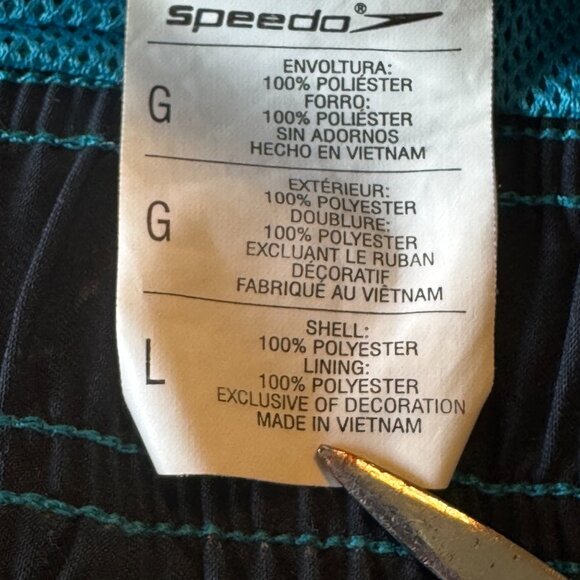 speedo®
G
ENVOLTURA:
100% POLIÉSTER
FORRO:
100% POLIÉSTER
SIN ADORNOS
HECHO EN VIETNAM
G
EXTÉRIEUR:
100% POLYESTER
DOUBLURE:
100% POLYESTER
EXCLUANT LE RUBAN
DÉCORATIF
FABRIQUÉ AU VIÊTNAM
L
SHELL:
100% POLYESTER
LINING:
100% POLYESTER
EXCLUSIVE OF DECORATION
MADE IN VIETNAM